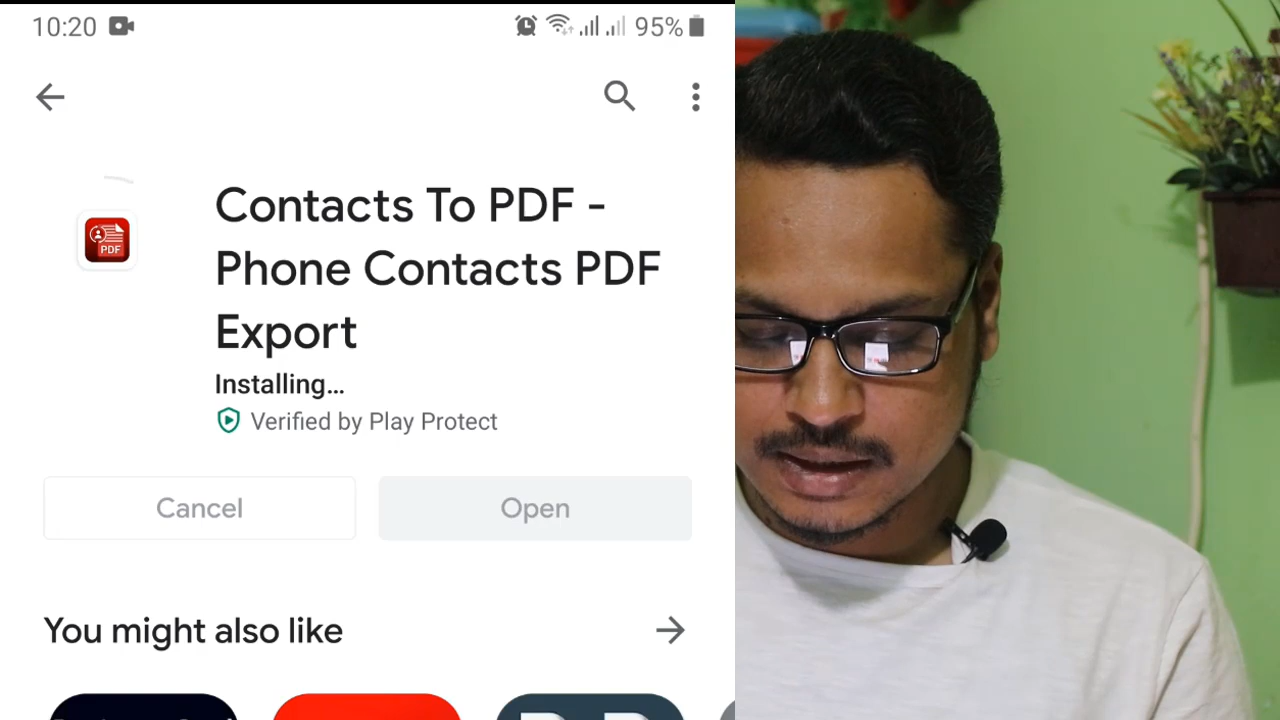 10:20
95%
Contacts To PDF -
Phone Contacts PDF
Export
PDF
Installing...
Verified by Play Protect
Cancel
Open
You might also like